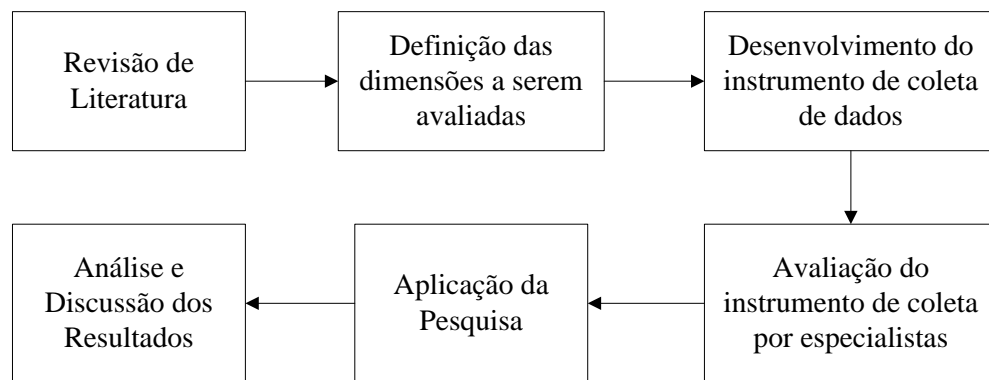 Revisão de
Literatura
Definição das
dimensões a serem
avaliadas
Desenvolvimento do
instrumento de coleta
de dados
Avaliação do
instrumento de coleta
por especialistas
Aplicação da
Pesquisa
Análise e
Discussão dos
Resultados